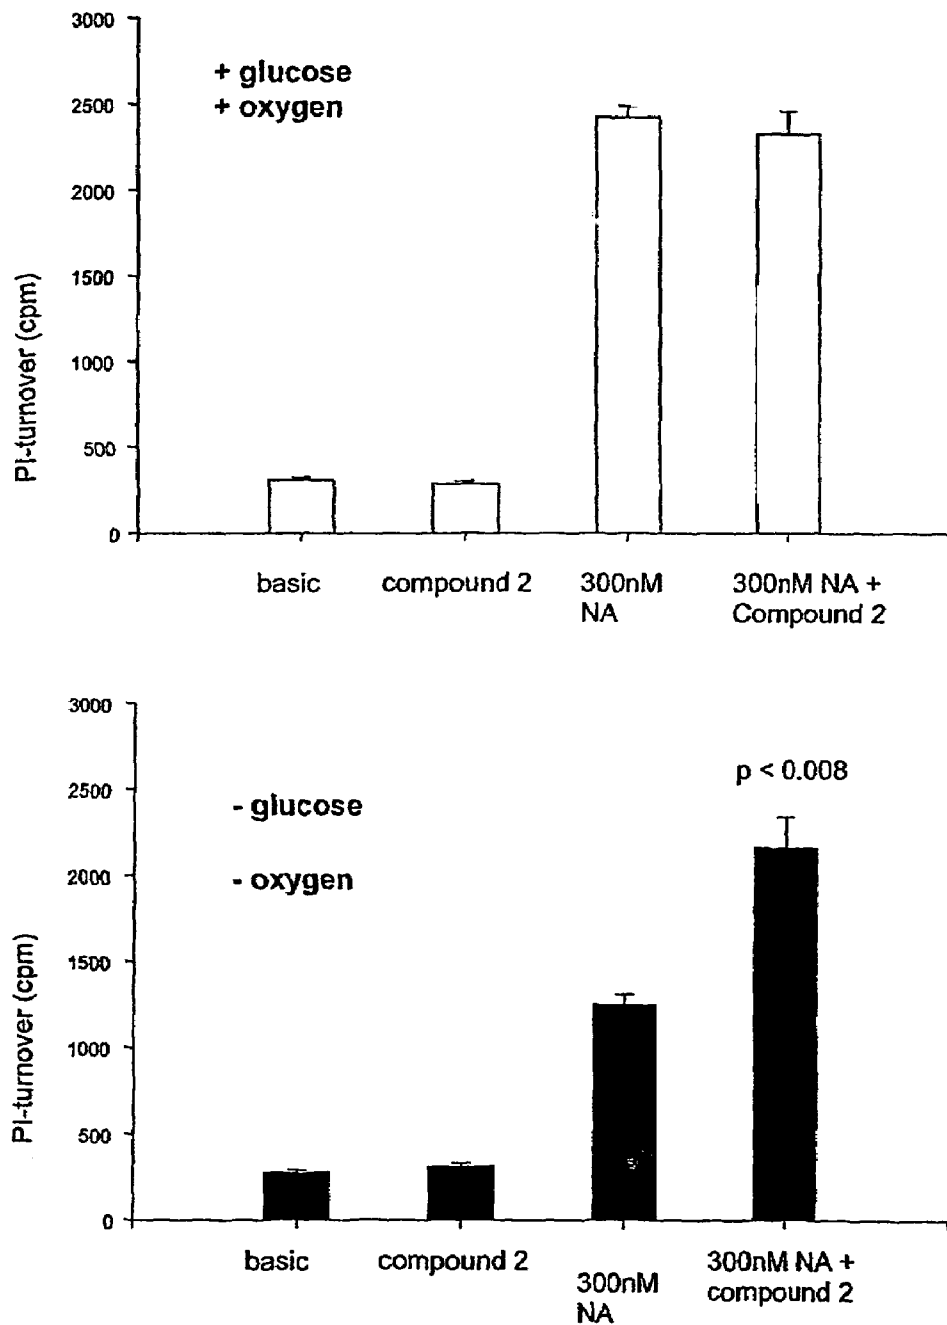 3000
+ glucose
+ oxygen
2500
2000
1500
1000
500
0
PI-turnover (cpm)
basic
compound 2
300nM
NA
300nM NA +
Compound 2
3000
p < 0.008
2500
- glucose
2000
- oxygen
1500
1000
500
0
PI-turnover (cpm)
basic
compound 2
300nM
NA
300nM NA +
compound 2